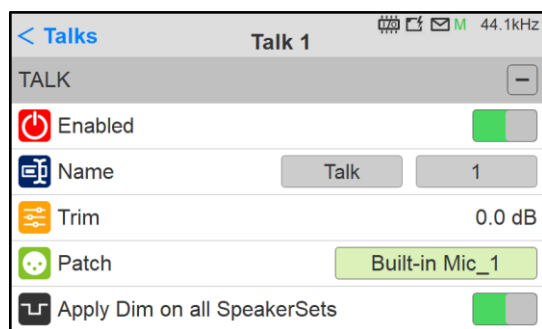 < Talks Talk 1 I/O M 44.1kHz
TALK
Enabled
Name Talk 1
Trim 0.0 dB
Patch Built-in Mic_1
Apply Dim on all SpeakerSets